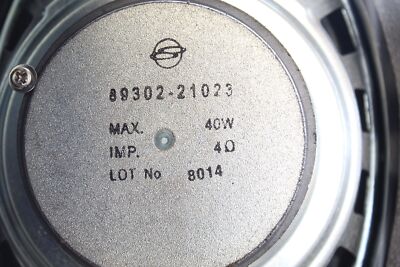 89302-21023
MAX. 40W
IMP. 4Ω
LOT No 8014